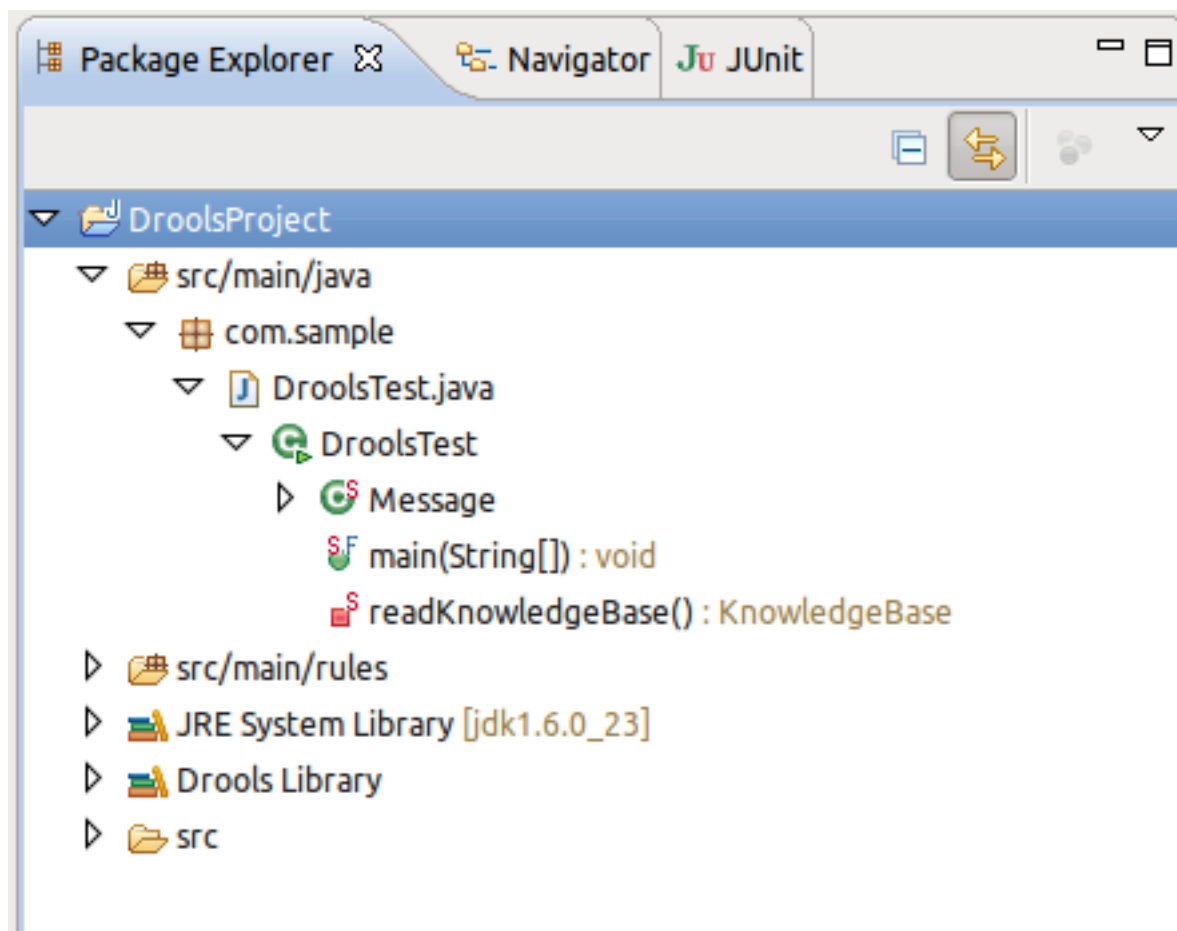 Package Explorer Navigator JU JUnit
DroolsProject
src/main/java
com.sample
DroolsTest.java
DroolsTest
Message
main(String[]) : void
readKnowledgeBase() : KnowledgeBase
src/main/rules
JRE System Library [jdk1.6.0_23]
Drools Library
src